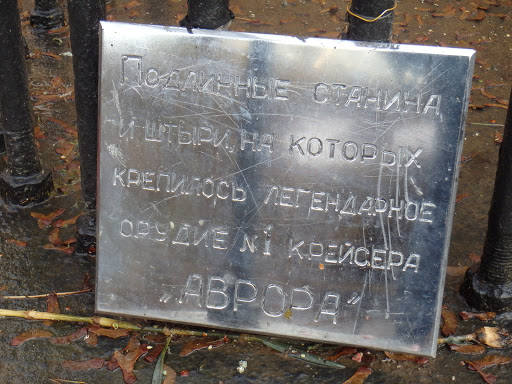 Подлинные станина
и штыри, на которых
крепилось легендарное
орудие №1 крейсера
„Аврора"